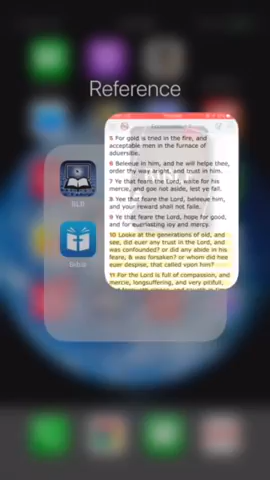 Reference
5 For gold is tried in the fire, and
acceptable men in the furnace of
aduersitie.
6 Beleeue in him, and he will helpe thee,
order thy way aright, and trust in him.
7 Ye that feare the Lord, waite for his
mercie, and goe not aside, lest ye fall.
8 Yee that feare the Lord, beleeue him,
and your reward shall not faile.
9 Ye that feare the Lord, hope for good,
and for euerlasting ioy and mercy.
10 Looke at the generations of old, and
see, did euer any trust in the Lord, and
was confounded? or did any abide in his
feare, & was forsaken? or whom did hee
euer despise, that called vpon him?
11 For the Lord is full of compassion, and
mercie, longsuffering, and very pitifull,
SLB